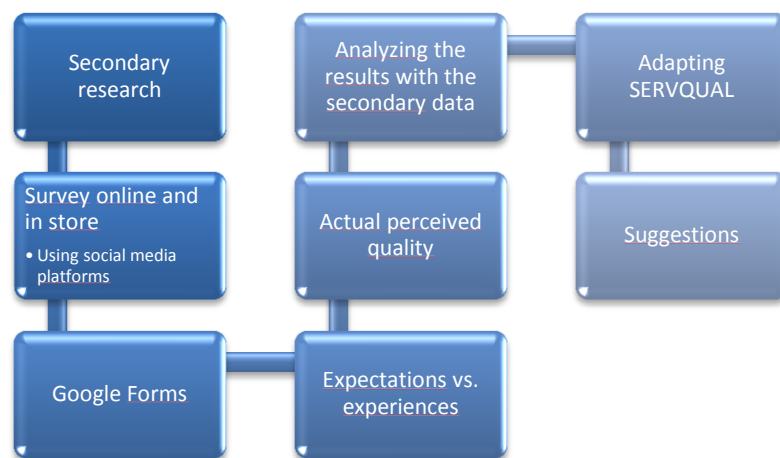 Secondary
research
Survey online and
in store
• Using social media
platforms
Google Forms
Expectations vs.
experiences
Actual perceived
quality
Analyzing the
results with the
secondary data
Adapting
SERVQUAL
Suggestions